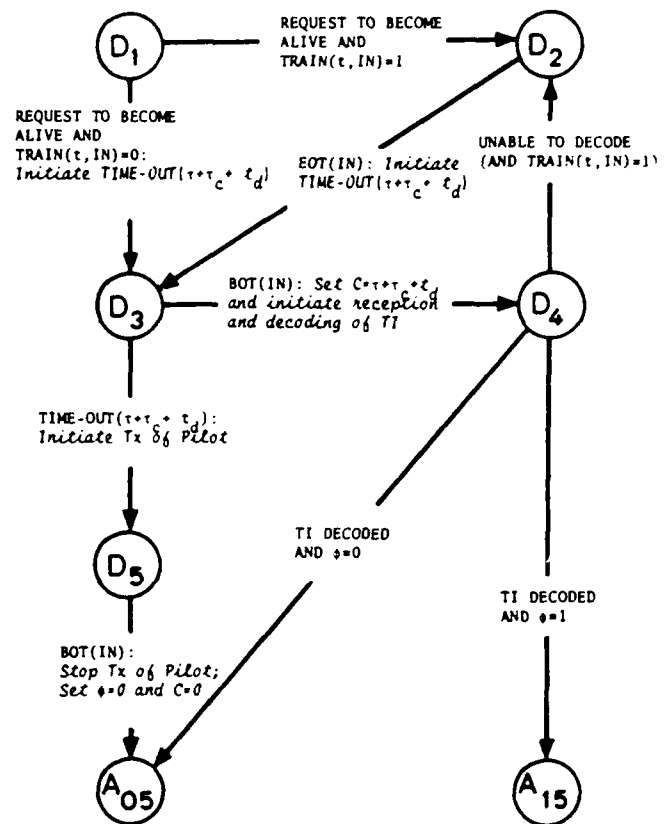 D1
REQUEST TO BECOME
ALIVE AND
TRAIN(t,IN)=1
D2
REQUEST TO BECOME
ALIVE AND
TRAIN(t,IN)=0:
Initiate TIME-OUT(τ+τc+ td)
EOT(IN): Initiate
TIME-OUT(τ+τc+ td)
UNABLE TO DECODE
(AND TRAIN(t,IN)=1)
D3
BOT(IN): Set C=τ+τc+td
and initiate reception
and decoding of TI
D4
TIME-OUT(τ+τc+ td):
Initiate Tx of Pilot
TI DECODED
AND φ=0
D5
TI DECODED
AND φ=1
BOT(IN):
Stop Tx of Pilot;
Set φ=0 and C=0
A05
A15